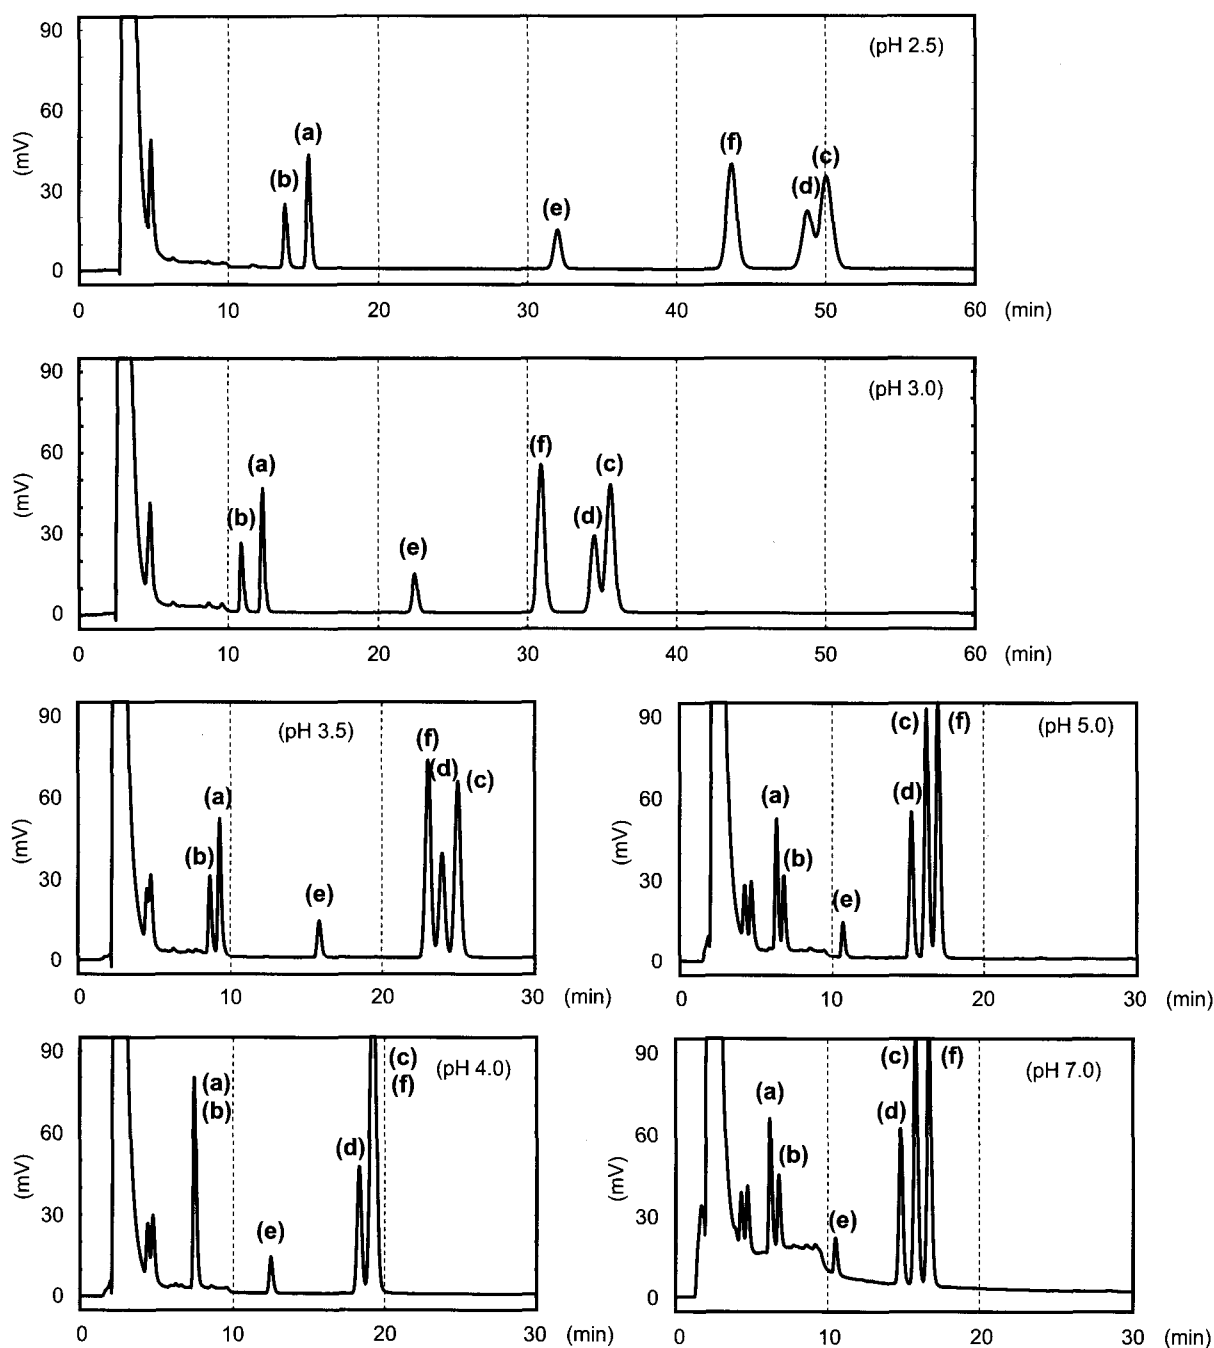 90
(pH 2.5)
60
(mV)
(a)
(f)
(c)
(b)
(d)
30
(e)
0
0 10 20 30 40 50 60 (min)
90
(pH 3.0)
60
(mV)
(a)
(f)
(c)
(b)
(d)
30
(e)
0
0 10 20 30 40 50 60 (min)
90
(pH 3.5)
(f)
(d)
(c)
60
(mV)
(a)
(b)
30
(e)
0
0 10 20 30 (min)
90
(c) (f)
(pH 5.0)
60
(mV)
(a)
(d)
(b)
30
(e)
0
0 10 20 30 (min)
90
(c)
(f)
(pH 4.0)
(a)
(b)
60
(mV)
(d)
30
(e)
0
0 10 20 30 (min)
90
(c) (f)
(pH 7.0)
(a)
60
(mV)
(d)
(b)
30
(e)
0
0 10 20 30 (min)